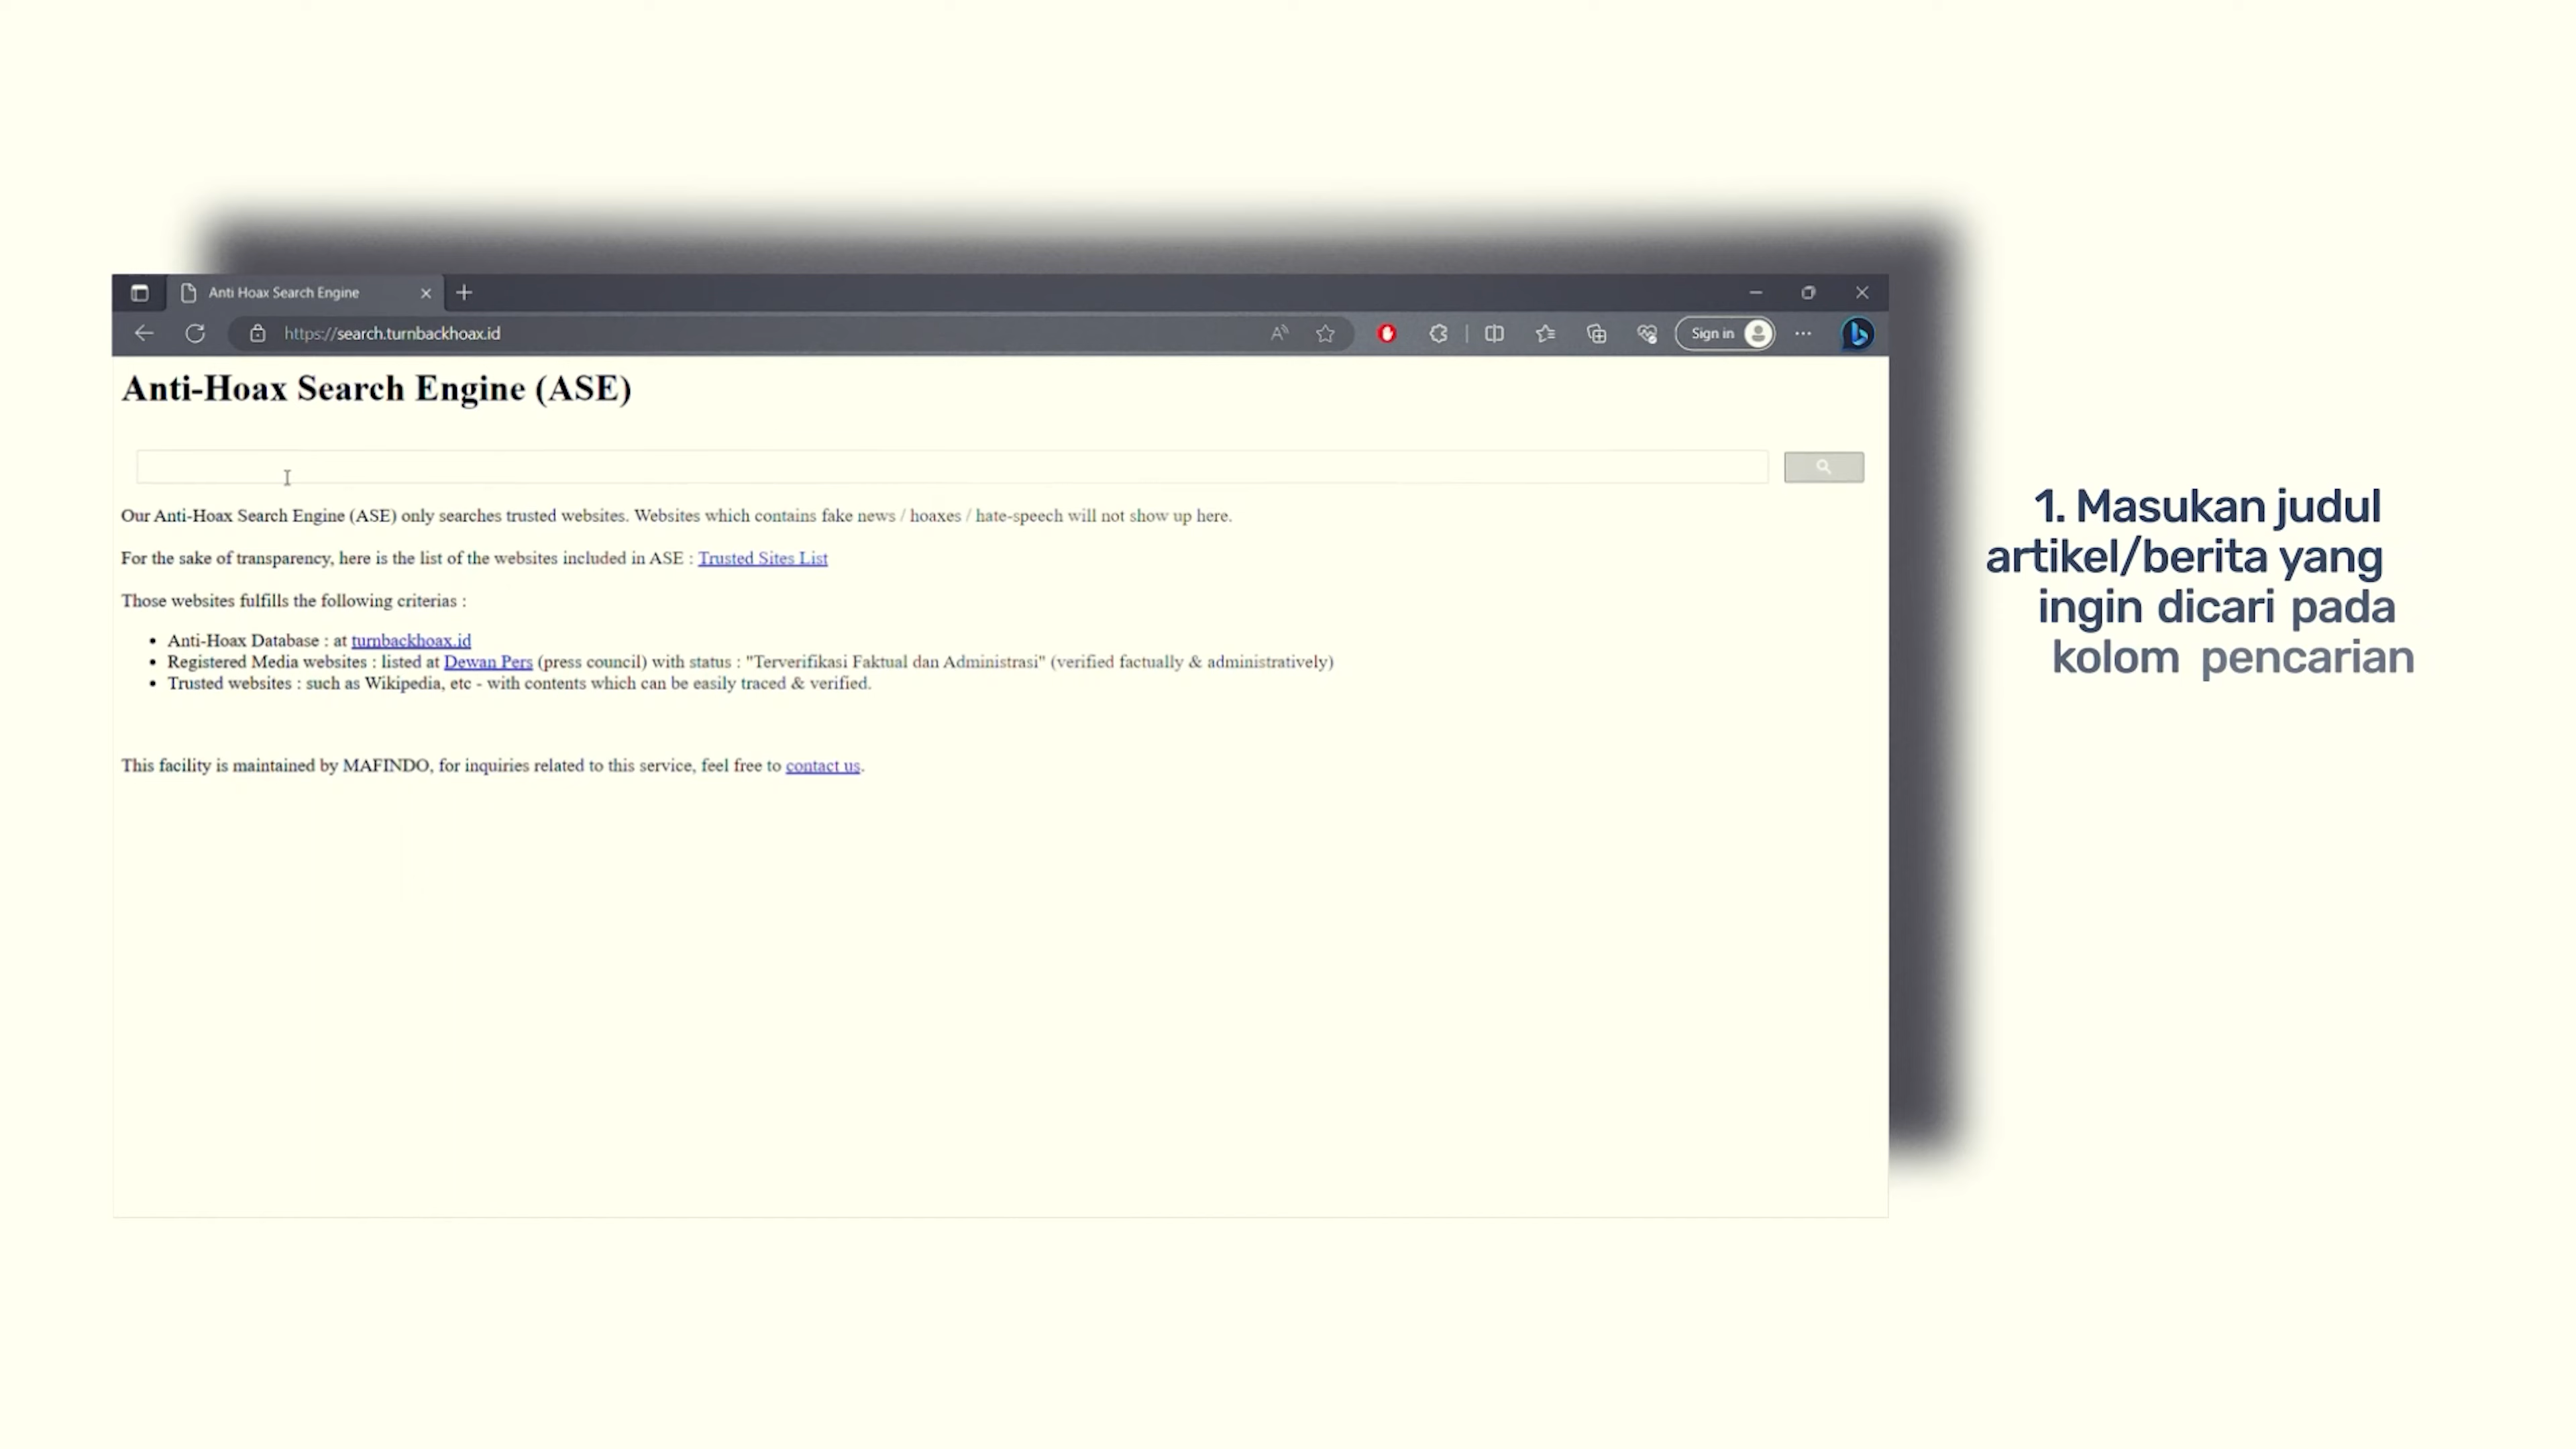 Anti Hoax Search Engine
https://search.turnbackhoax.id
Sign in
Anti-Hoax Search Engine (ASE)
Our Anti-Hoax Search Engine (ASE) only searches trusted websites. Websites which contains fake news / hoaxes / hate-speech will not show up here.
For the sake of transparency, here is the list of the websites included in ASE : Trusted Sites List
Those websites fulfills the following criterias :
• Anti-Hoax Database : at turnbackhoax.id
• Registered Media websites : listed at Dewan Pers (press council) with status : "Terverifikasi Faktual dan Administrasi" (verified factually & administratively)
• Trusted websites : such as Wikipedia, etc - with contents which can be easily traced & verified.
This facility is maintained by MAFINDO, for inquiries related to this service, feel free to contact us.
1. Masukan judul
artikel/berita yang
ingin dicari pada
kolom pencarian